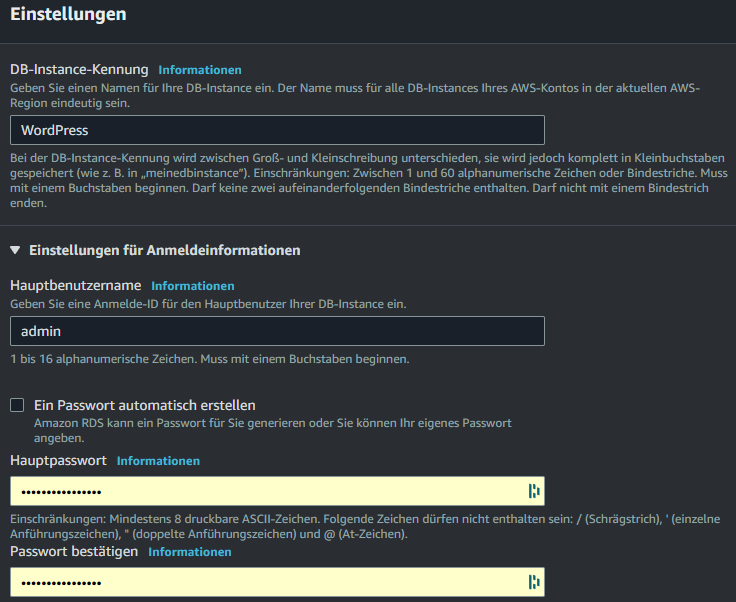 Einstellungen
DB-Instance-Kennung Informationen
Geben Sie einen Namen für Ihre DB-Instance ein. Der Name muss für alle DB-Instances Ihres AWS-Kontos in der aktuellen AWS-
Region eindeutig sein.
WordPress
Bei der DB-Instance-Kennung wird zwischen Groß- und Kleinschreibung unterschieden, sie wird jedoch komplett in Kleinbuchstaben
gespeichert (wie z. B. in „meinedbinstance"). Einschränkungen: Zwischen 1 und 60 alphanumerische Zeichen oder Bindestriche. Muss
mit einem Buchstaben beginnen. Darf keine zwei aufeinanderfolgenden Bindestriche enthalten. Darf nicht mit einem Bindestrich
enden.
Einstellungen für Anmeldeinformationen
Hauptbenutzername Informationen
Geben Sie eine Anmelde-ID für den Hauptbenutzer Ihrer DB-Instance ein.
admin
1 bis 16 alphanumerische Zeichen. Muss mit einem Buchstaben beginnen.
Ein Passwort automatisch erstellen
Amazon RDS kann ein Passwort für Sie generieren oder Sie können Ihr eigenes Passwort
angeben.
Hauptpasswort Informationen
••••••••••••••••
Einschränkungen: Mindestens 8 druckbare ASCII-Zeichen. Folgende Zeichen dürfen nicht enthalten sein: / (Schrägstrich), ' (einzelne
Anführungszeichen), " (doppelte Anführungszeichen) und @ (At-Zeichen).
Passwort bestätigen Informationen
••••••••••••••••